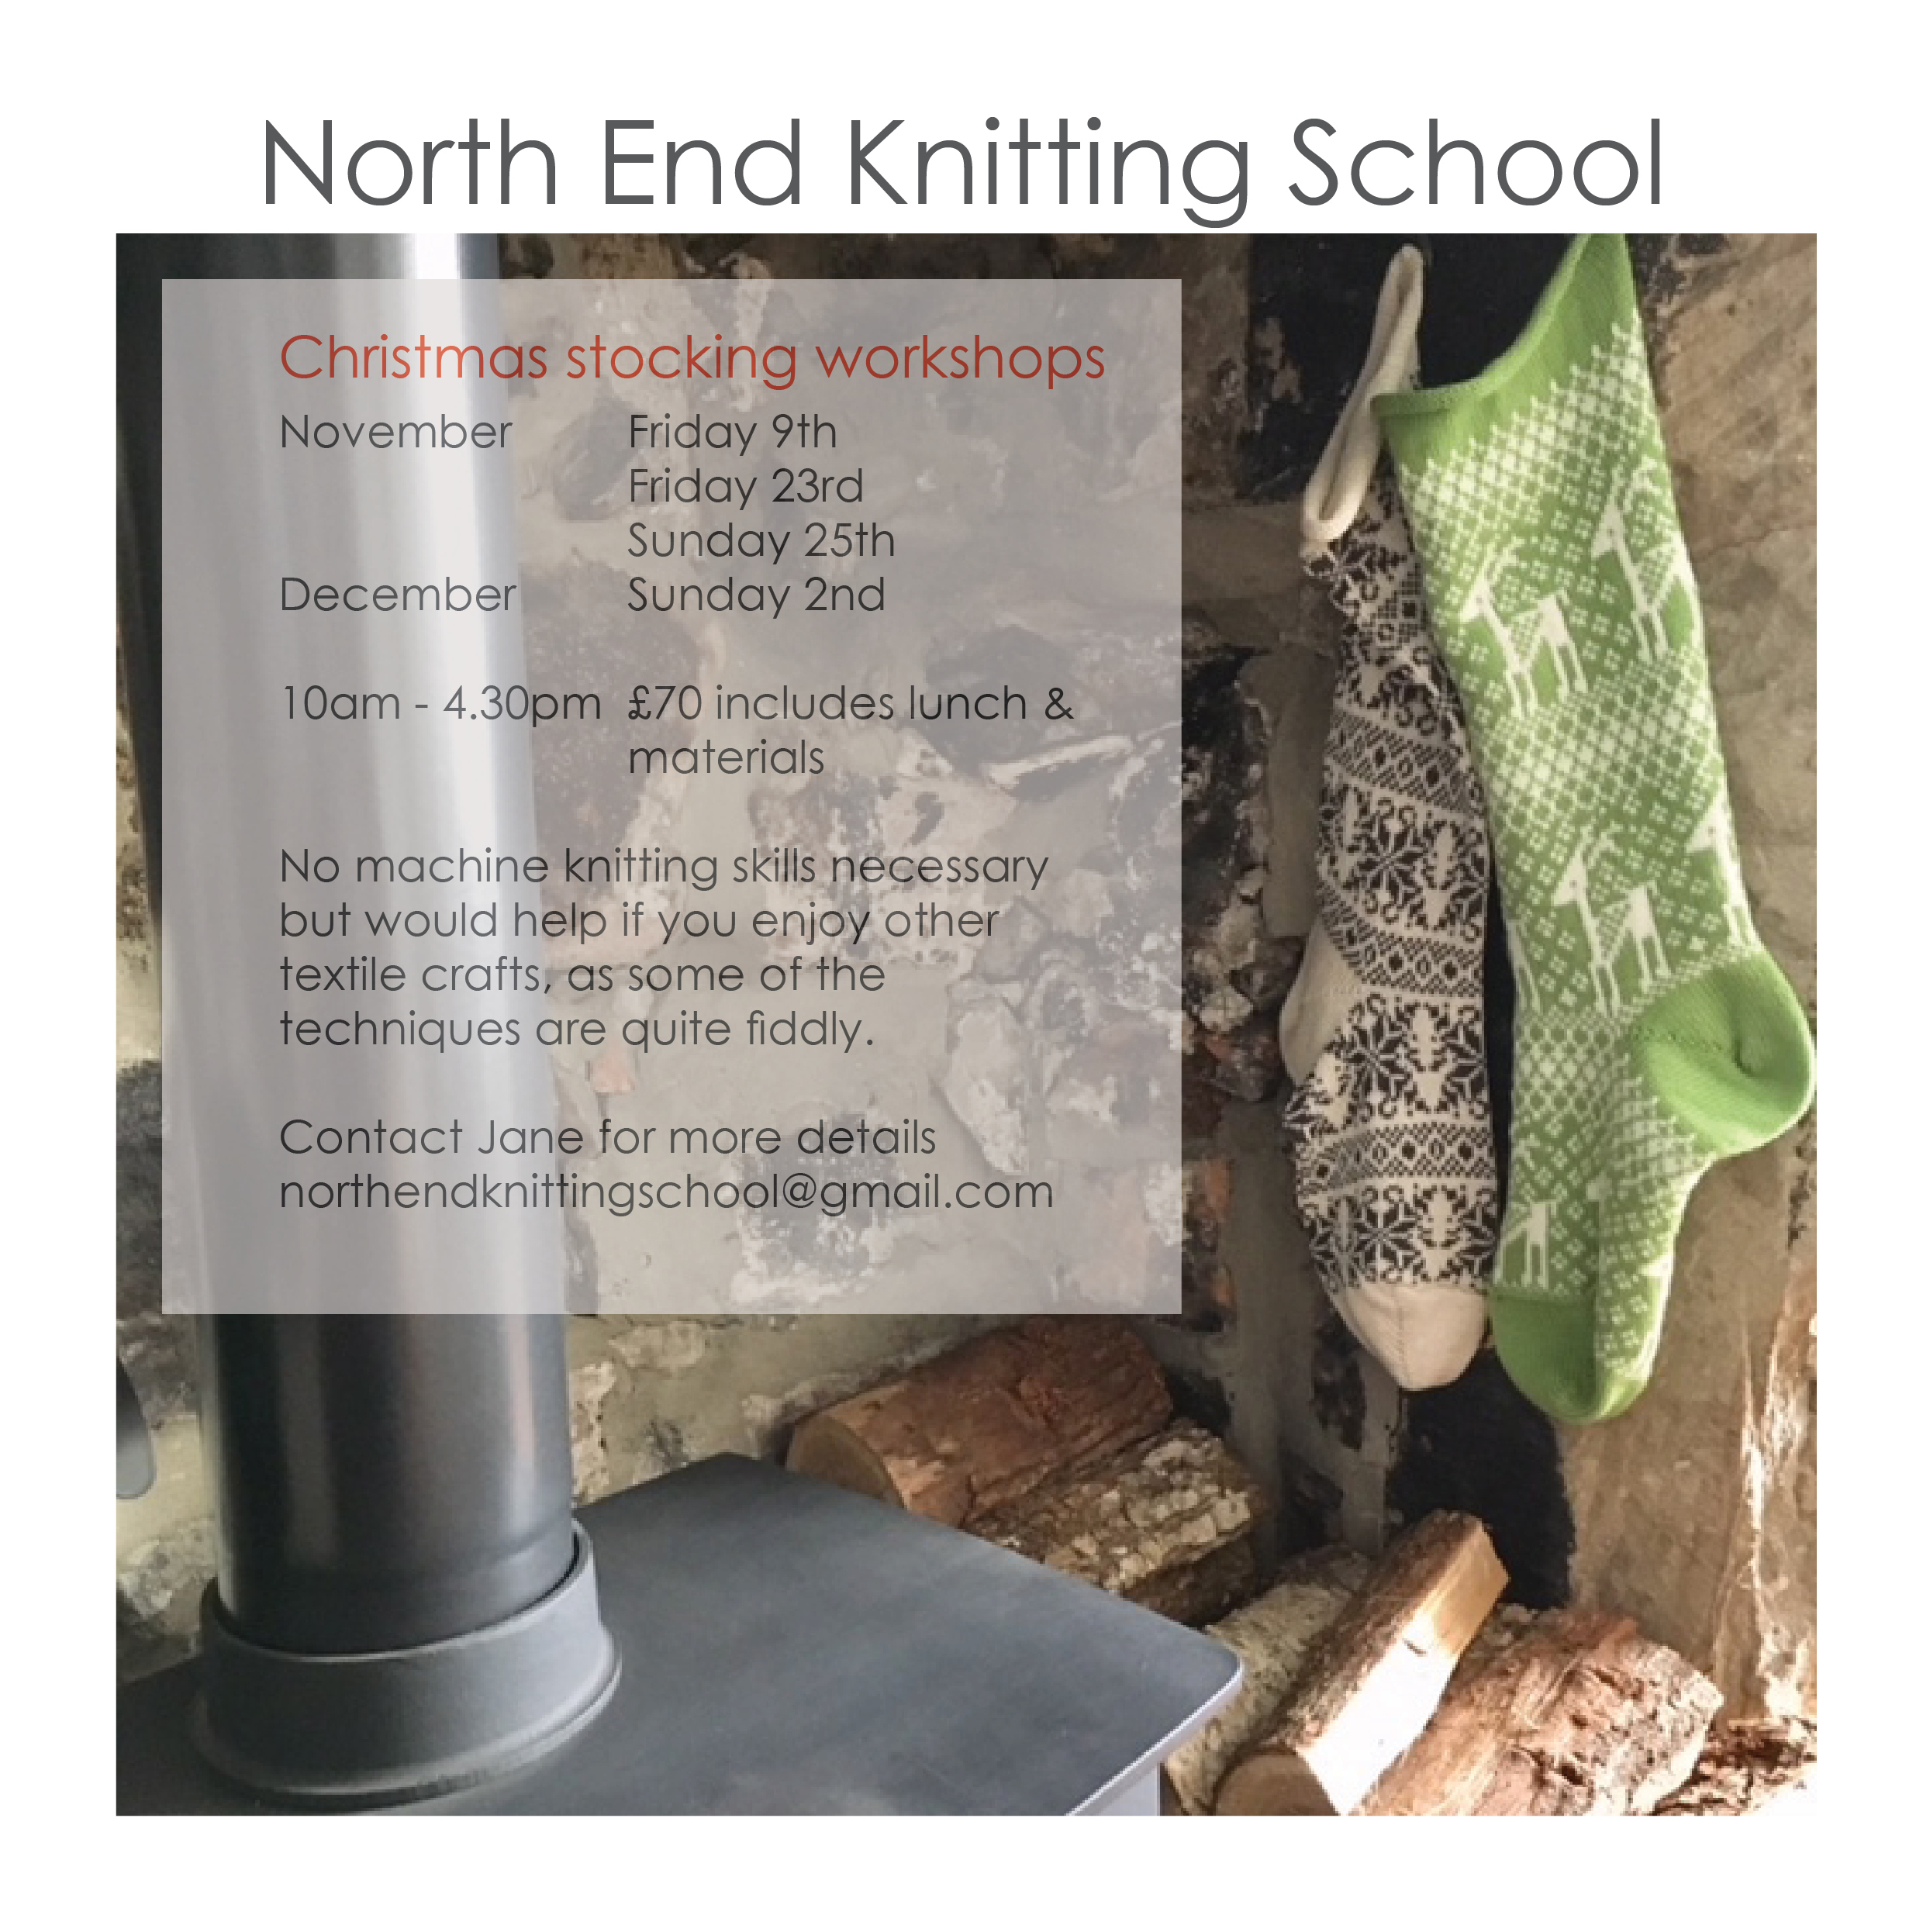 North End Knitting School
Christmas stocking workshops
November Friday 9th
Friday 23rd
Sunday 25th
December Sunday 2nd
10am - 4.30pm £70 includes lunch &
materials
No machine knitting skills necessary
but would help if you enjoy other
textile crafts, as some of the
techniques are quite fiddly.
Contact Jane for more details
northendknittingschool@gmail.com